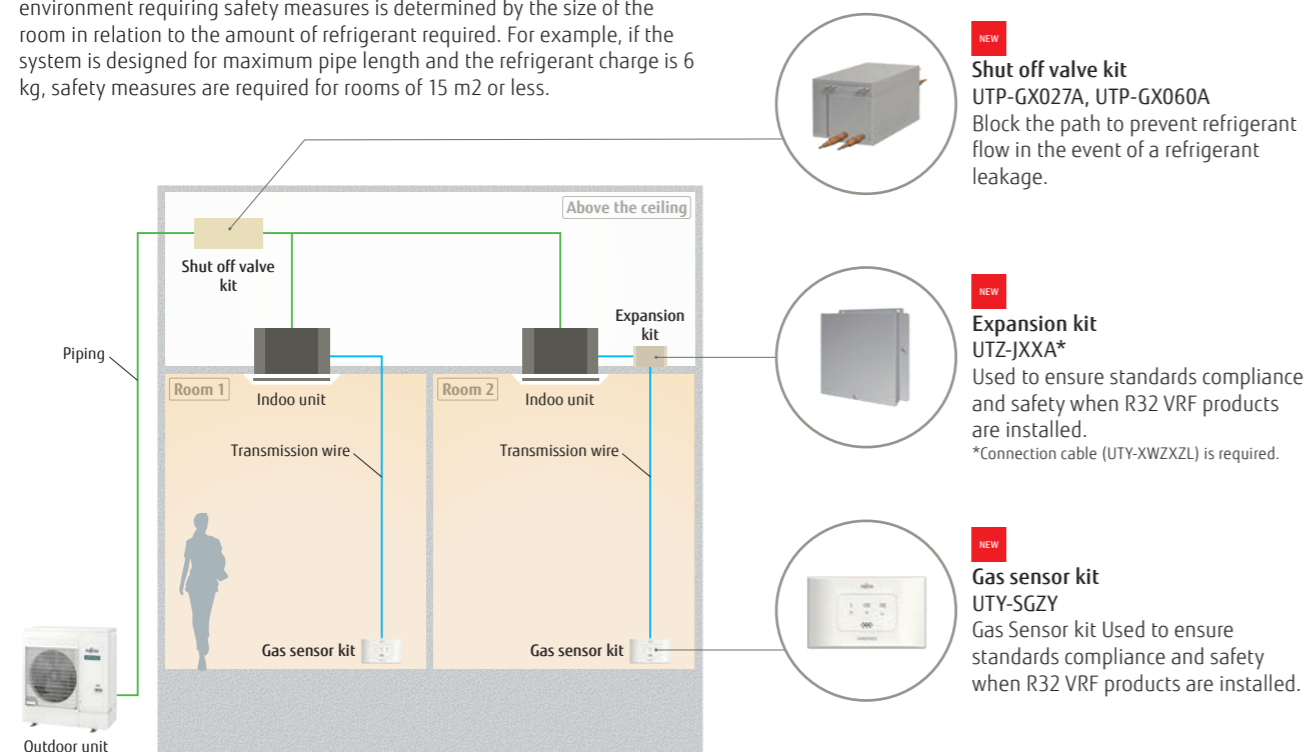 environment requiring safety measures is determined by the size of the
room in relation to the amount of refrigerant required. For example, if the
system is designed for maximum pipe length and the refrigerant charge is 6
kg, safety measures are required for rooms of 15 m2 or less.
NEW
Shut off valve kit
UTP-GX027A, UTP-GX060A
Block the path to prevent refrigerant
flow in the event of a refrigerant
leakage.
Above the ceiling
Shut off valve
kit
Expansion
kit
Piping
Room 1
Indoo unit
Room 2
Indoo unit
Transmission wire
Transmission wire
NEW
Expansion kit
UTZ-JXXA*
Used to ensure standards compliance
and safety when R32 VRF products
are installed.
*Connection cable (UTY-XWZXZL) is required.
Gas sensor kit
Gas sensor kit
NEW
Gas sensor kit
UTY-SGZY
Gas Sensor kit Used to ensure
standards compliance and safety
when R32 VRF products are installed.
Outdoor unit